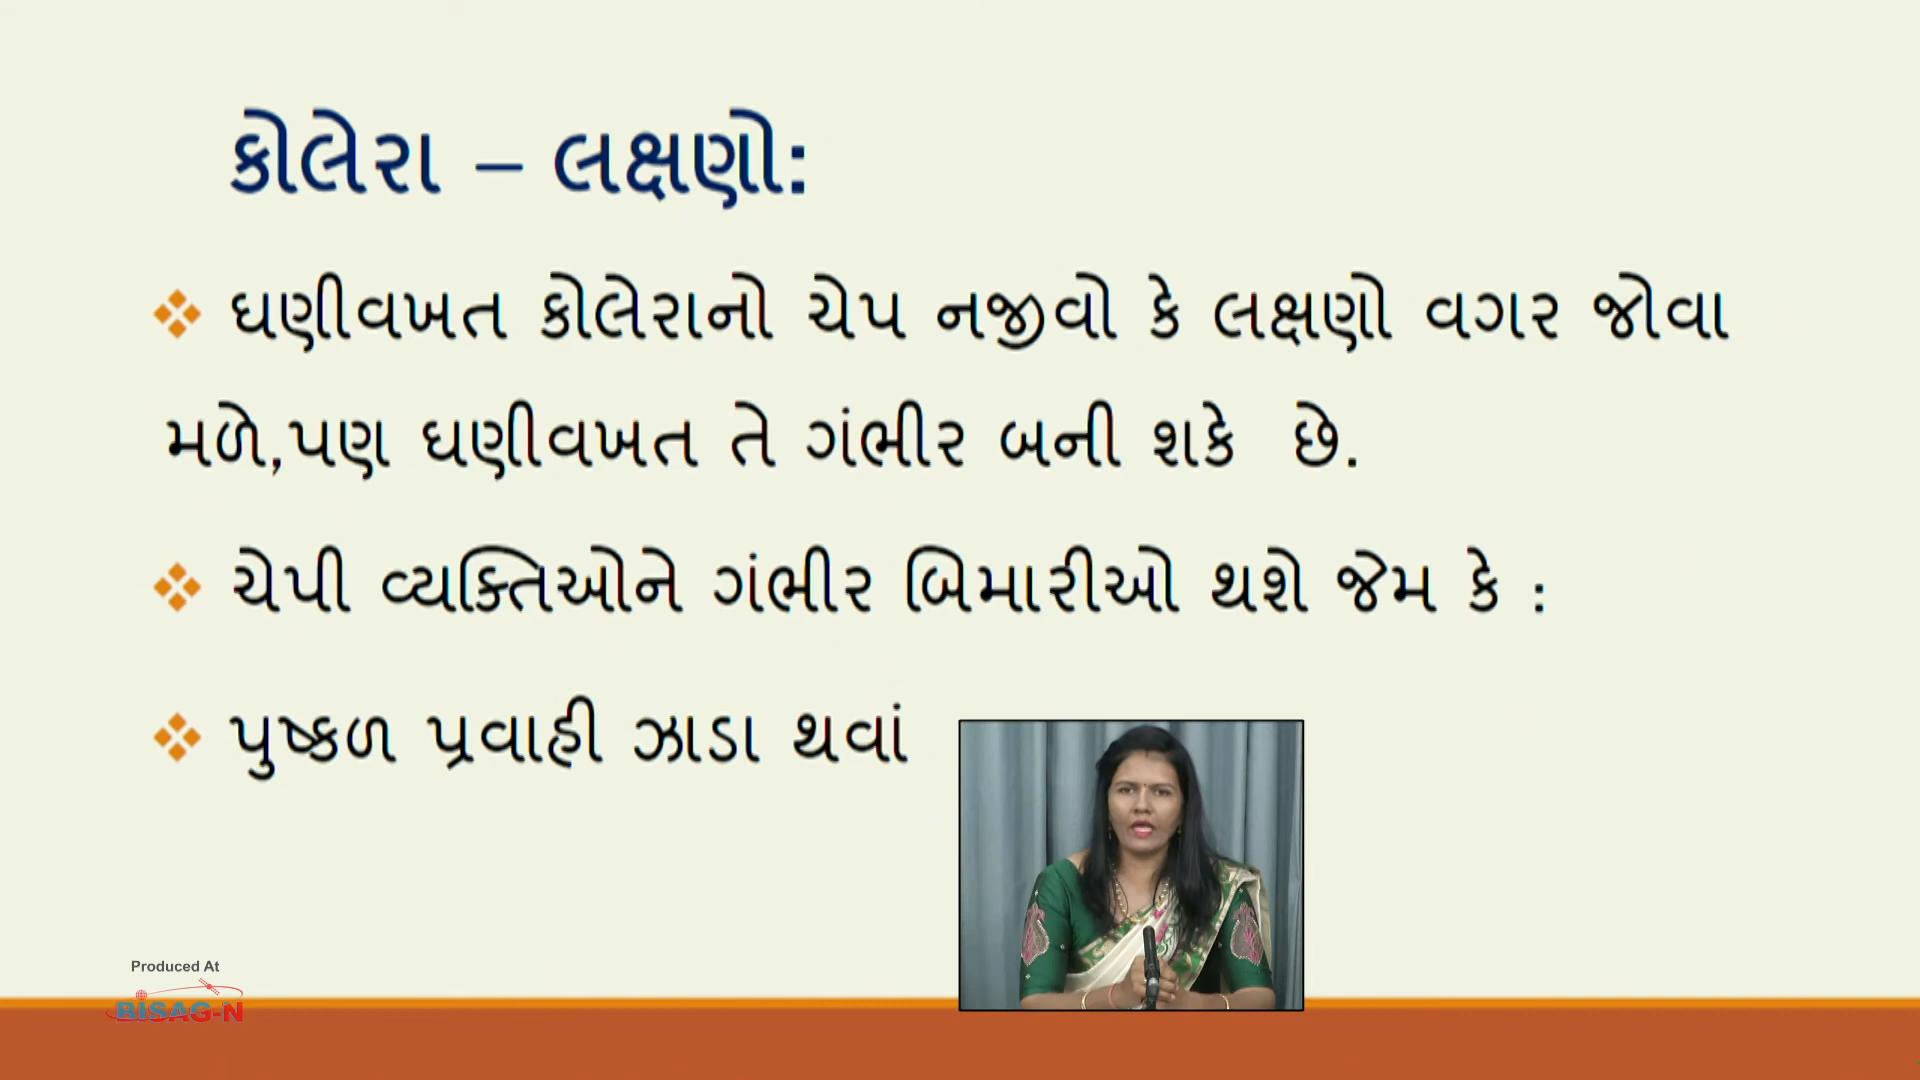 કોલેરા – લક્ષણો:
ઘણીવખત કોલેરાનો ચેપ નજીવો કે લક્ષણો વગર જોવા
મળે,પણ ઘણીવખત તે ગંભીર બની શકે છે.
ચેપી વ્યક્તિઓને ગંભીર બિમારીઓ થશે જેમ કે :
પુષ્કળ પ્રવાહી ઝાડા થવાં
Produced At
BISAG-N